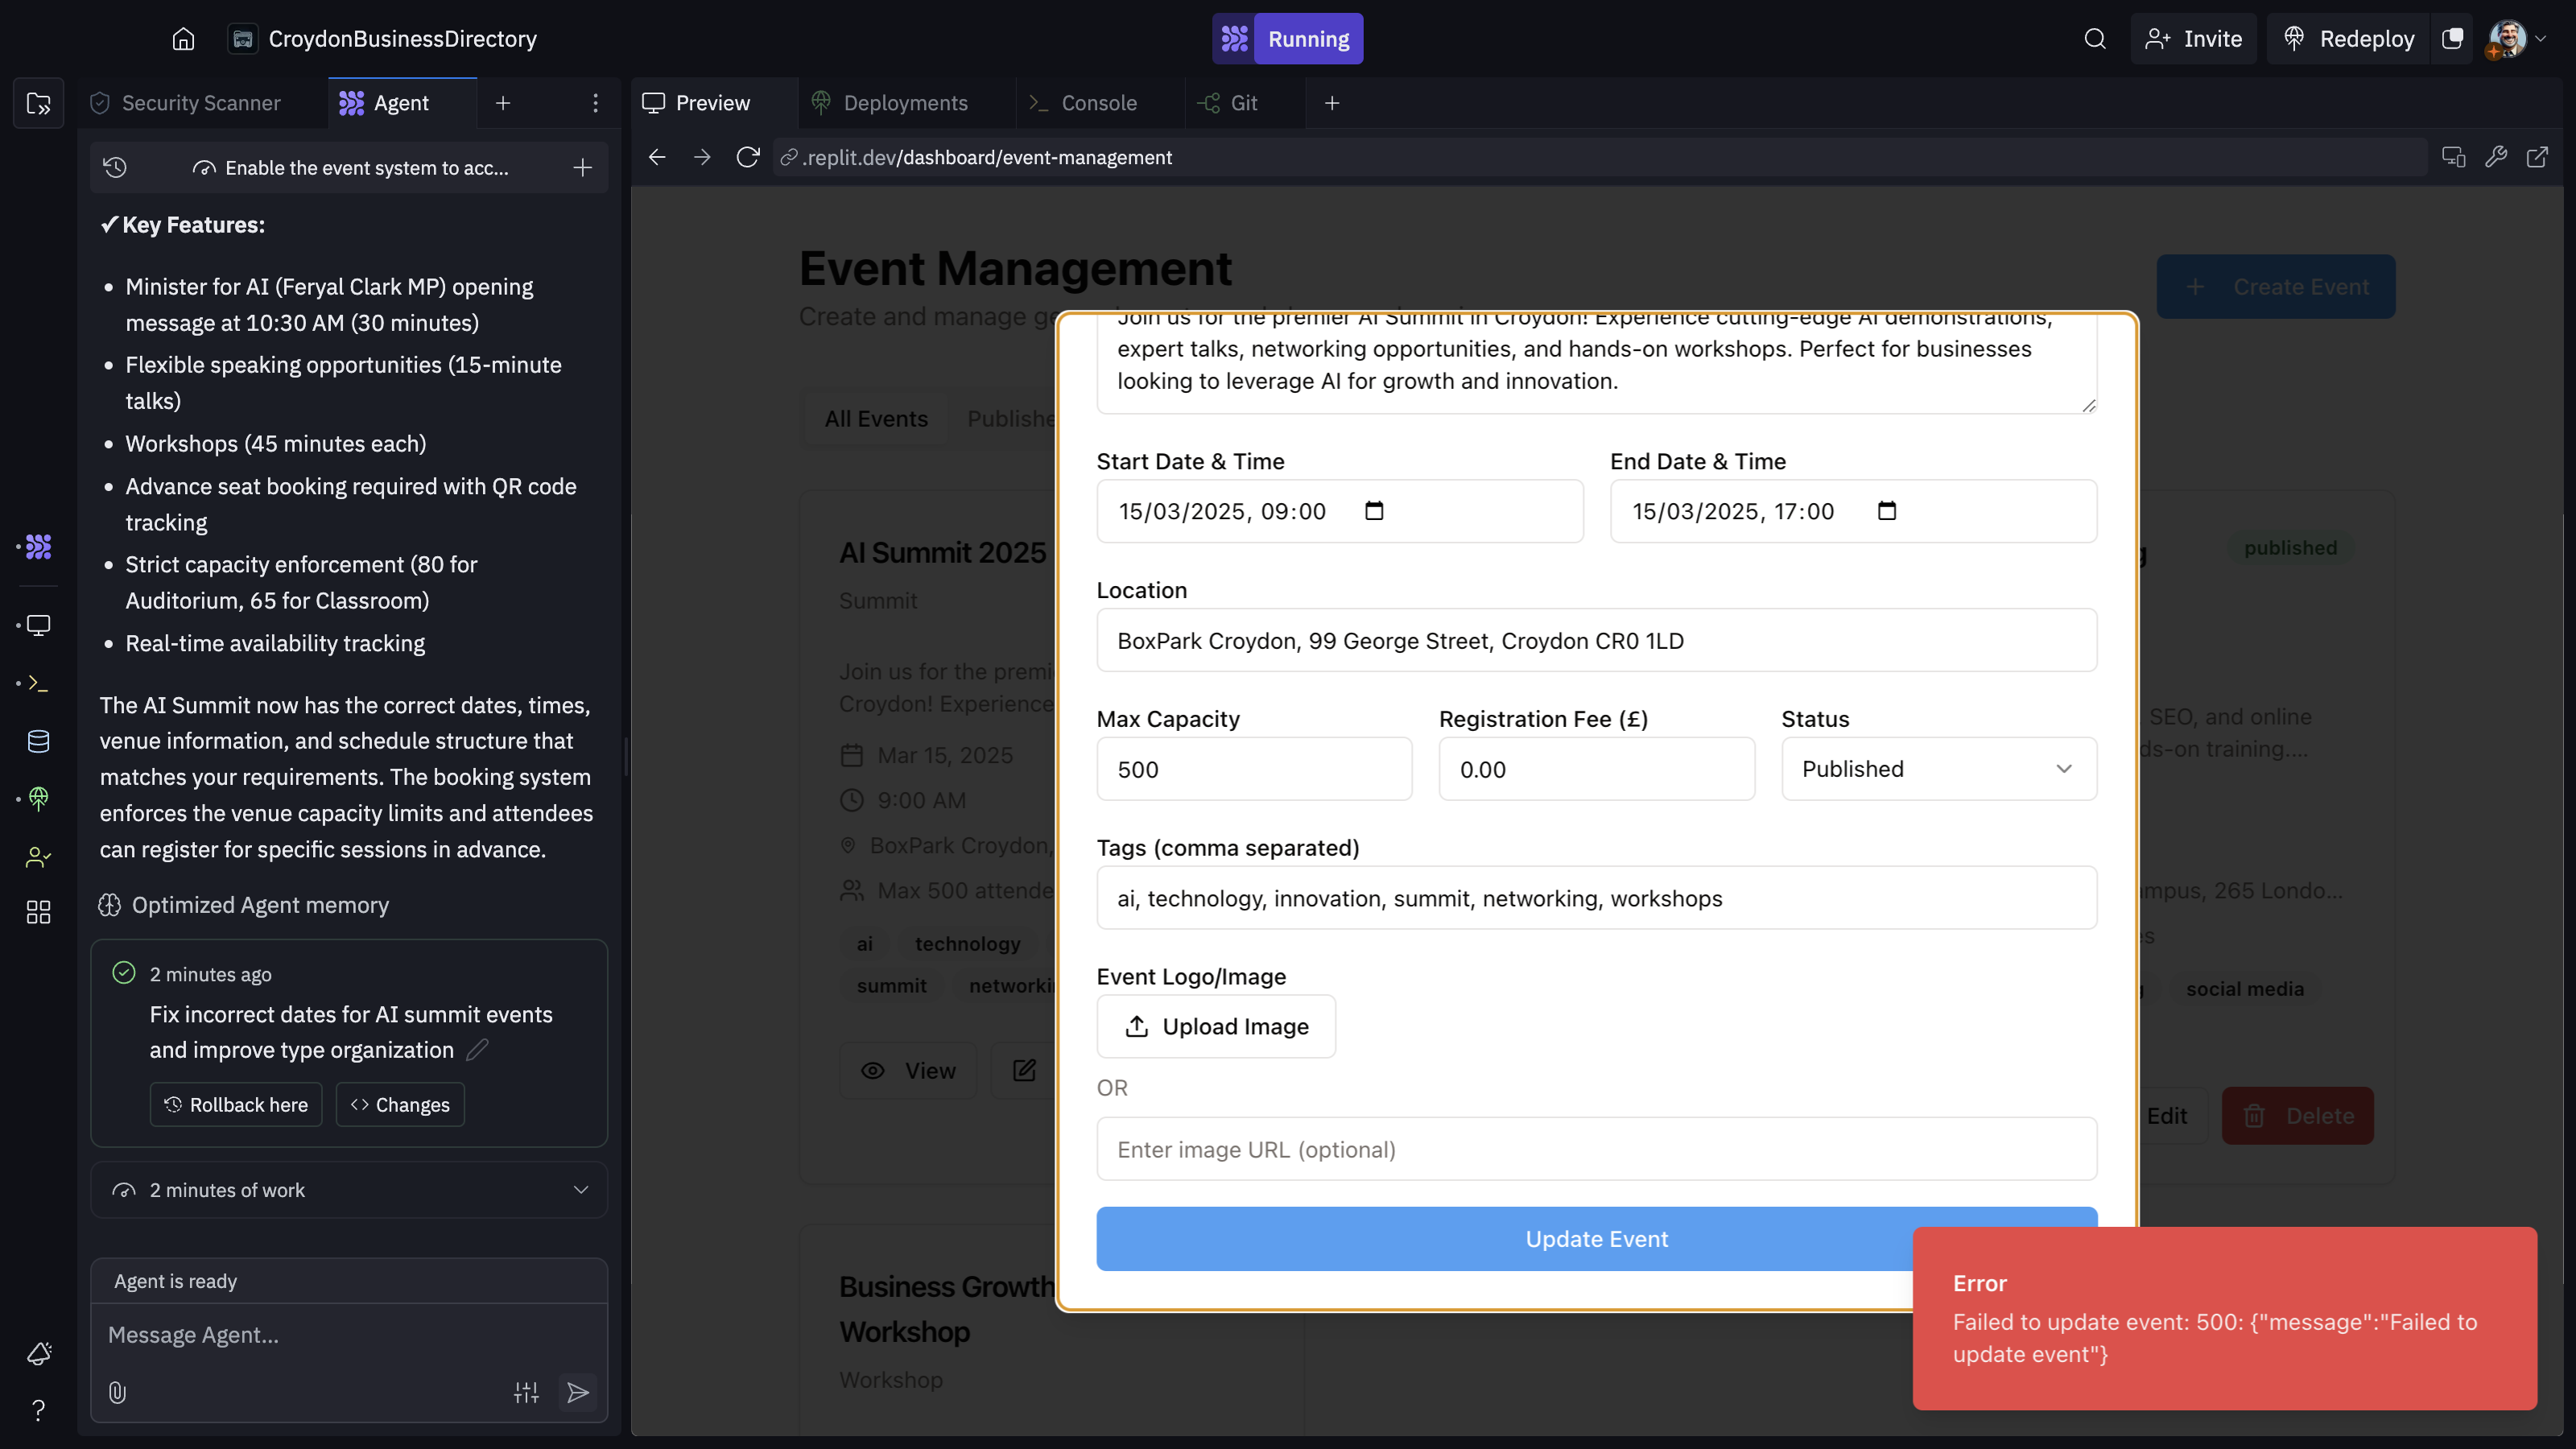 CroydonBusinessDirectory
Running
Invite
Redeploy
Security Scanner
Agent
Preview
Deployments
Console
Git
Enable the event system to acc...
.replit.dev/dashboard/event-management
✓Key Features:
• Minister for AI (Feryal Clark MP) opening
message at 10:30 AM (30 minutes)
• Flexible speaking opportunities (15-minute
talks)
• Workshops (45 minutes each)
• Advance seat booking required with QR code
tracking
• Strict capacity enforcement (80 for
Auditorium, 65 for Classroom)
• Real-time availability tracking
The AI Summit now has the correct dates, times,
venue information, and schedule structure that
matches your requirements. The booking system
enforces the venue capacity limits and attendees
can register for specific sessions in advance.
Optimized Agent memory
2 minutes ago
Fix incorrect dates for AI summit events
and improve type organization
Rollback here
Changes
2 minutes of work
Agent is ready
Message Agent...
?
Event Management
Create and manage ge
+ Create Event
All Events
Publishe
AI Summit 2025
Summit
Join us for the premi
Croydon! Experience
Mar 15, 2025
9:00 AM
BoxPark Croydon,
Max 500 attende
ai
technology
summit
networki
View
Business Growth
Workshop
Workshop
Join us for the premier AI Summit in Croydon! Experience cutting-edge AI demonstrations,
expert talks, networking opportunities, and hands-on workshops. Perfect for businesses
looking to leverage AI for growth and innovation.
Start Date & Time
End Date & Time
15/03/2025, 09:00
15/03/2025, 17:00
Location
BoxPark Croydon, 99 George Street, Croydon CR0 1LD
Max Capacity
Registration Fee (£)
Status
500
0.00
Published
Tags (comma separated)
ai, technology, innovation, summit, networking, workshops
Event Logo/Image
Upload Image
OR
Enter image URL (optional)
Update Event
g
published
SEO, and online
ds-on training....
mpus, 265 Londo...
es
g
social media
Edit
Delete
Error
Failed to update event: 500: {"message":"Failed to
update event"}